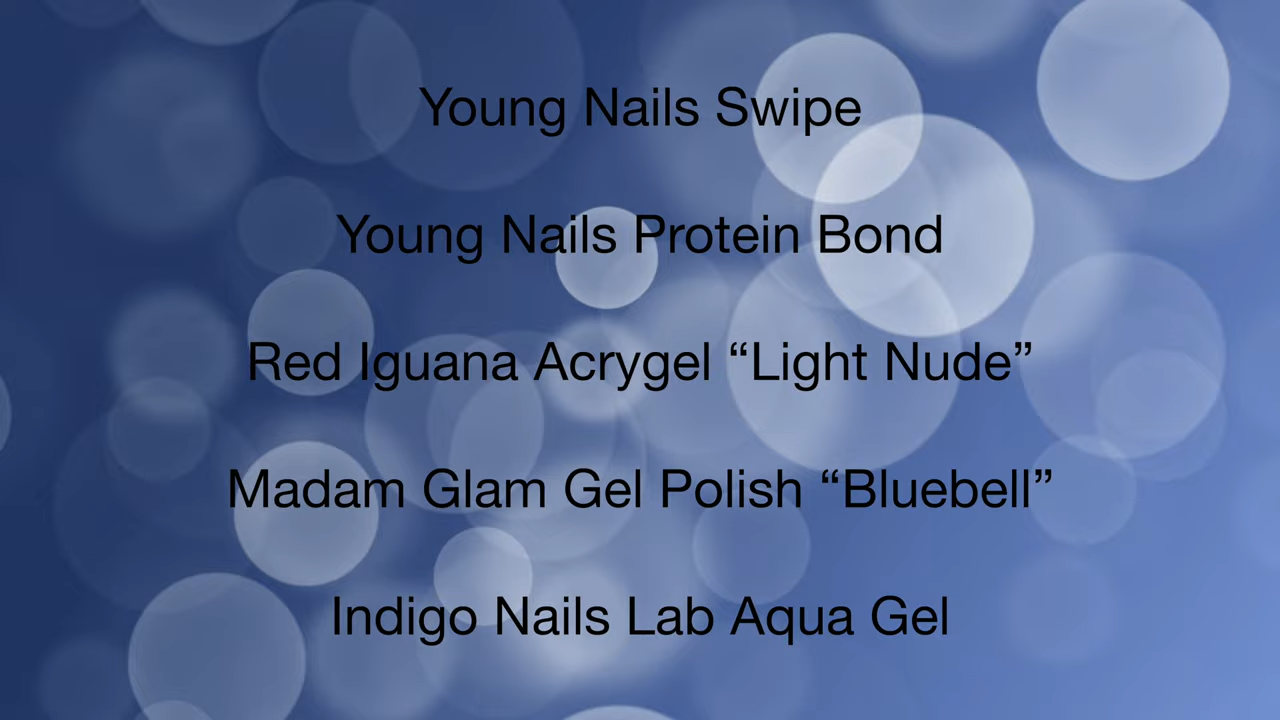 Young Nails Swipe
Young Nails Protein Bond
Red Iguana Acrygel “Light Nude”
Madam Glam Gel Polish “Bluebell”
Indigo Nails Lab Aqua Gel